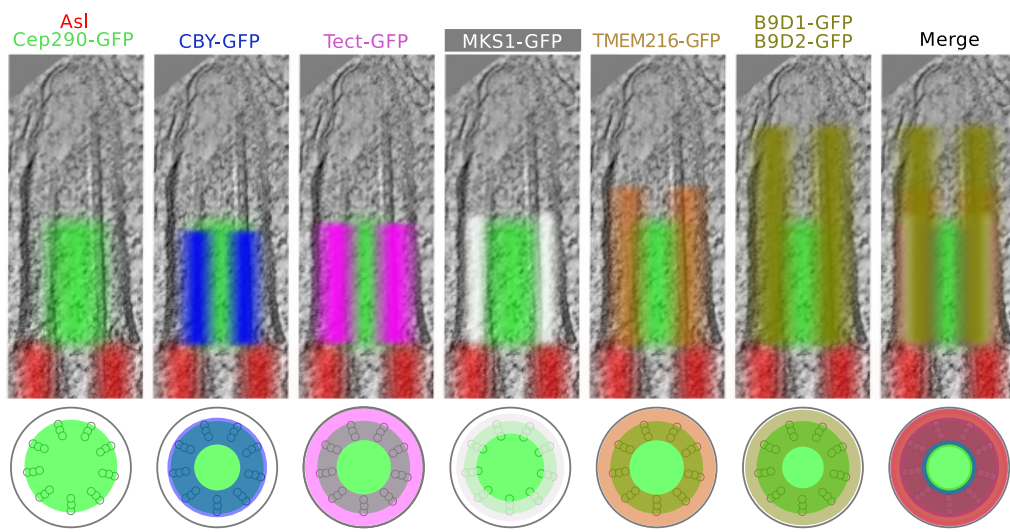 Asl
Cep290-GFP
CBY-GFP
Tect-GFP
MKS1-GFP
TMEM216-GFP
B9D1-GFP
B9D2-GFP
Merge